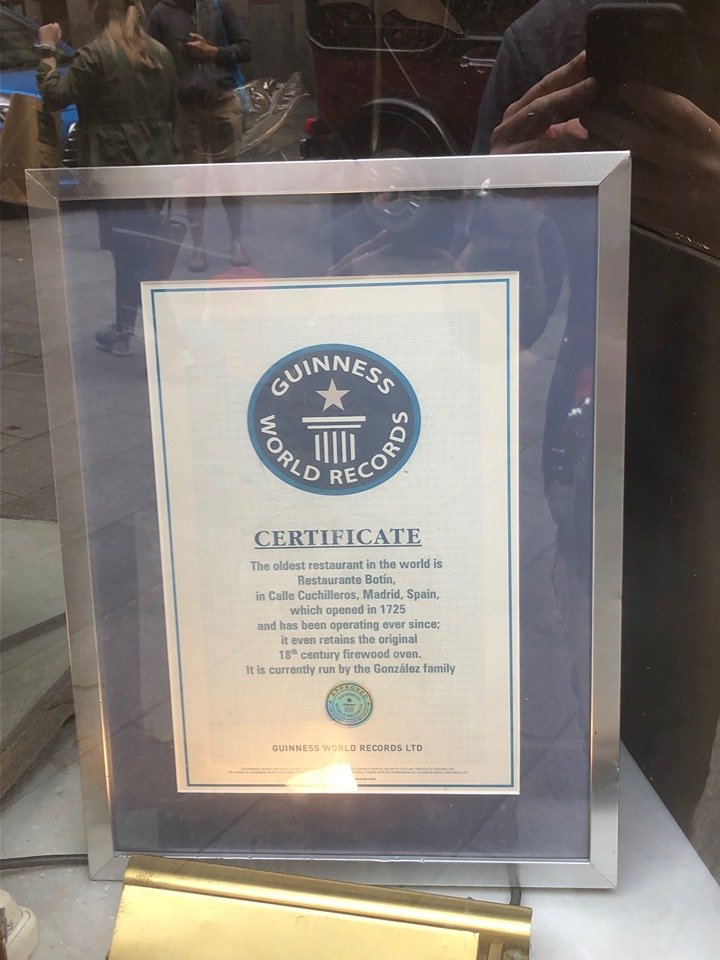 GUINNESS
WORLD RECORDS
CERTIFICATE
The oldest restaurant in the world is
Restaurante Botín,
in Calle Cuchilleros, Madrid, Spain,
which opened in 1725
and has been operating ever since;
it even retains the original
18th century firewood oven.
It is currently run by the González family
APPROVED
GUINNESS WORLD RECORDS LTD